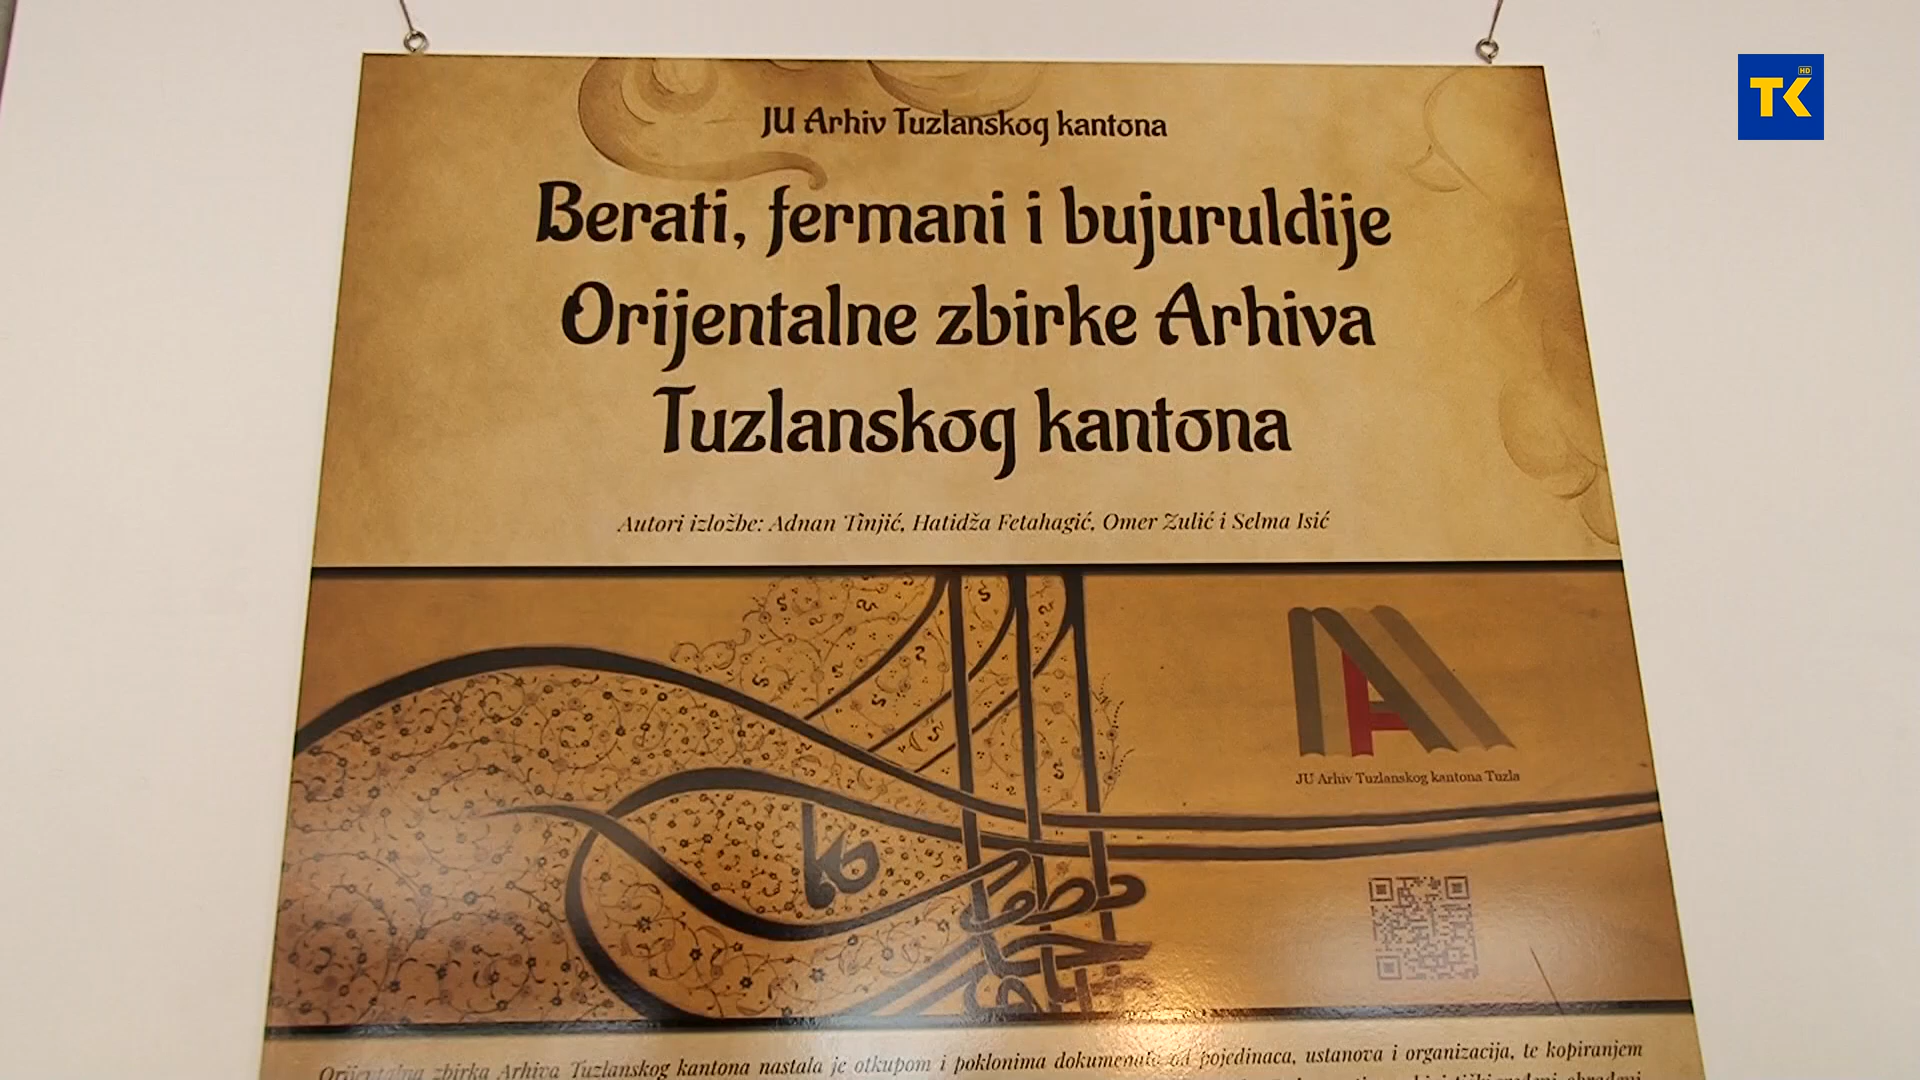 TK HD
JU Arhiv Tuzlanskog kantona
Berati, fermani i bujuruldije
Orijentalne zbirke Arhiva
Tuzlanskog kantona
Autori izložbe: Adnan Tinjić, Hatidža Fetahagić, Omer Zulić i Selma Isić
JU Arhiv Tuzlanskog kantona Tuzla
Orijentalna zbirka Arhiva Tuzlanskog kantona nastala je otkupom i poklonima dokumenata od pojedinaca, ustanova i organizacija, te kopiranjem